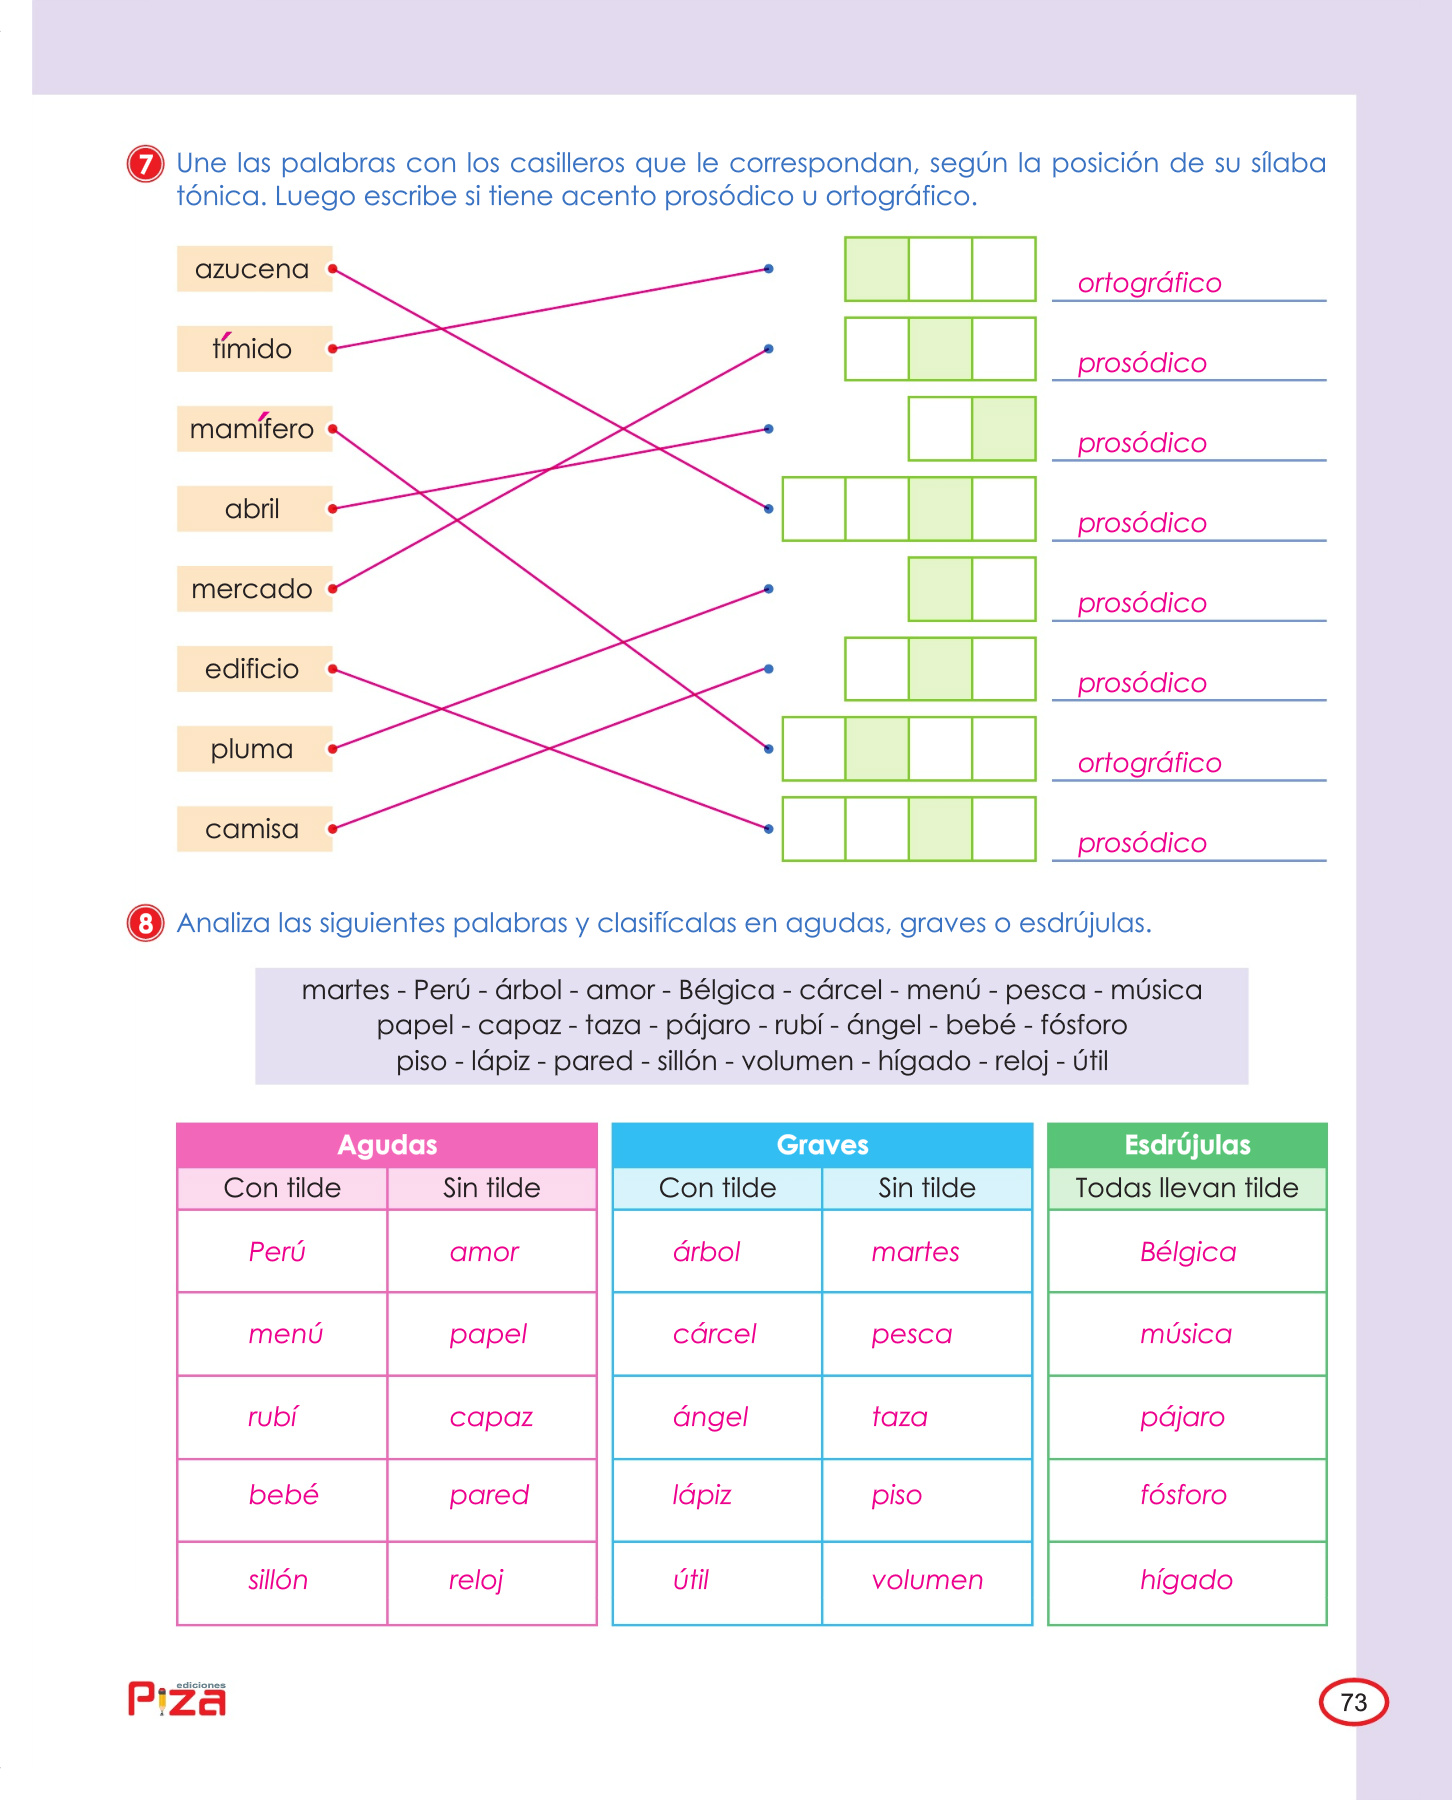 7 Une las palabras con los casilleros que le correspondan, según la posición de su sílaba
tónica. Luego escribe si tiene acento prosódico u ortográfico.
azucena
ortográfico
tímido
prosódico
mamífero
prosódico
abril
prosódico
mercado
prosódico
edificio
prosódico
pluma
ortográfico
camisa
prosódico
8 Analiza las siguientes palabras y clasifícalas en agudas, graves o esdrújulas.
martes - Perú - árbol - amor - Bélgica - cárcel - menú - pesca - música
papel - capaz - taza - pájaro - rubí - ángel - bebé - fósforo
piso - lápiz - pared - sillón - volumen - hígado - reloj - útil
Agudas Graves Esdrújulas
Con tilde Sin tilde Con tilde Sin tilde Todas llevan tilde
Perú amor árbol martes Bélgica
menú papel cárcel pesca música
rubí capaz ángel taza pájaro
bebé pared lápiz piso fósforo
sillón reloj útil volumen hígado
ediciones
Piza
73